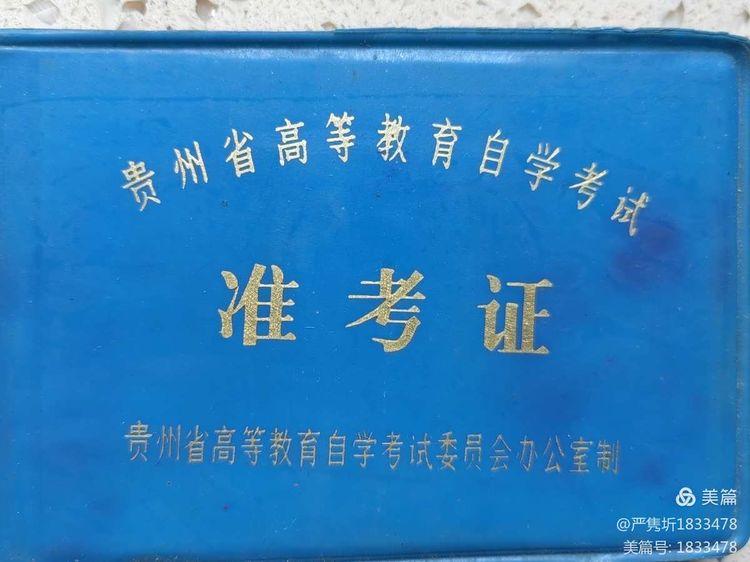 贵州省高等教育自学考试
准考证
贵州省高等教育自学考试委员会办公室制
美篇
@严隽圻1833478
美篇号: 1833478